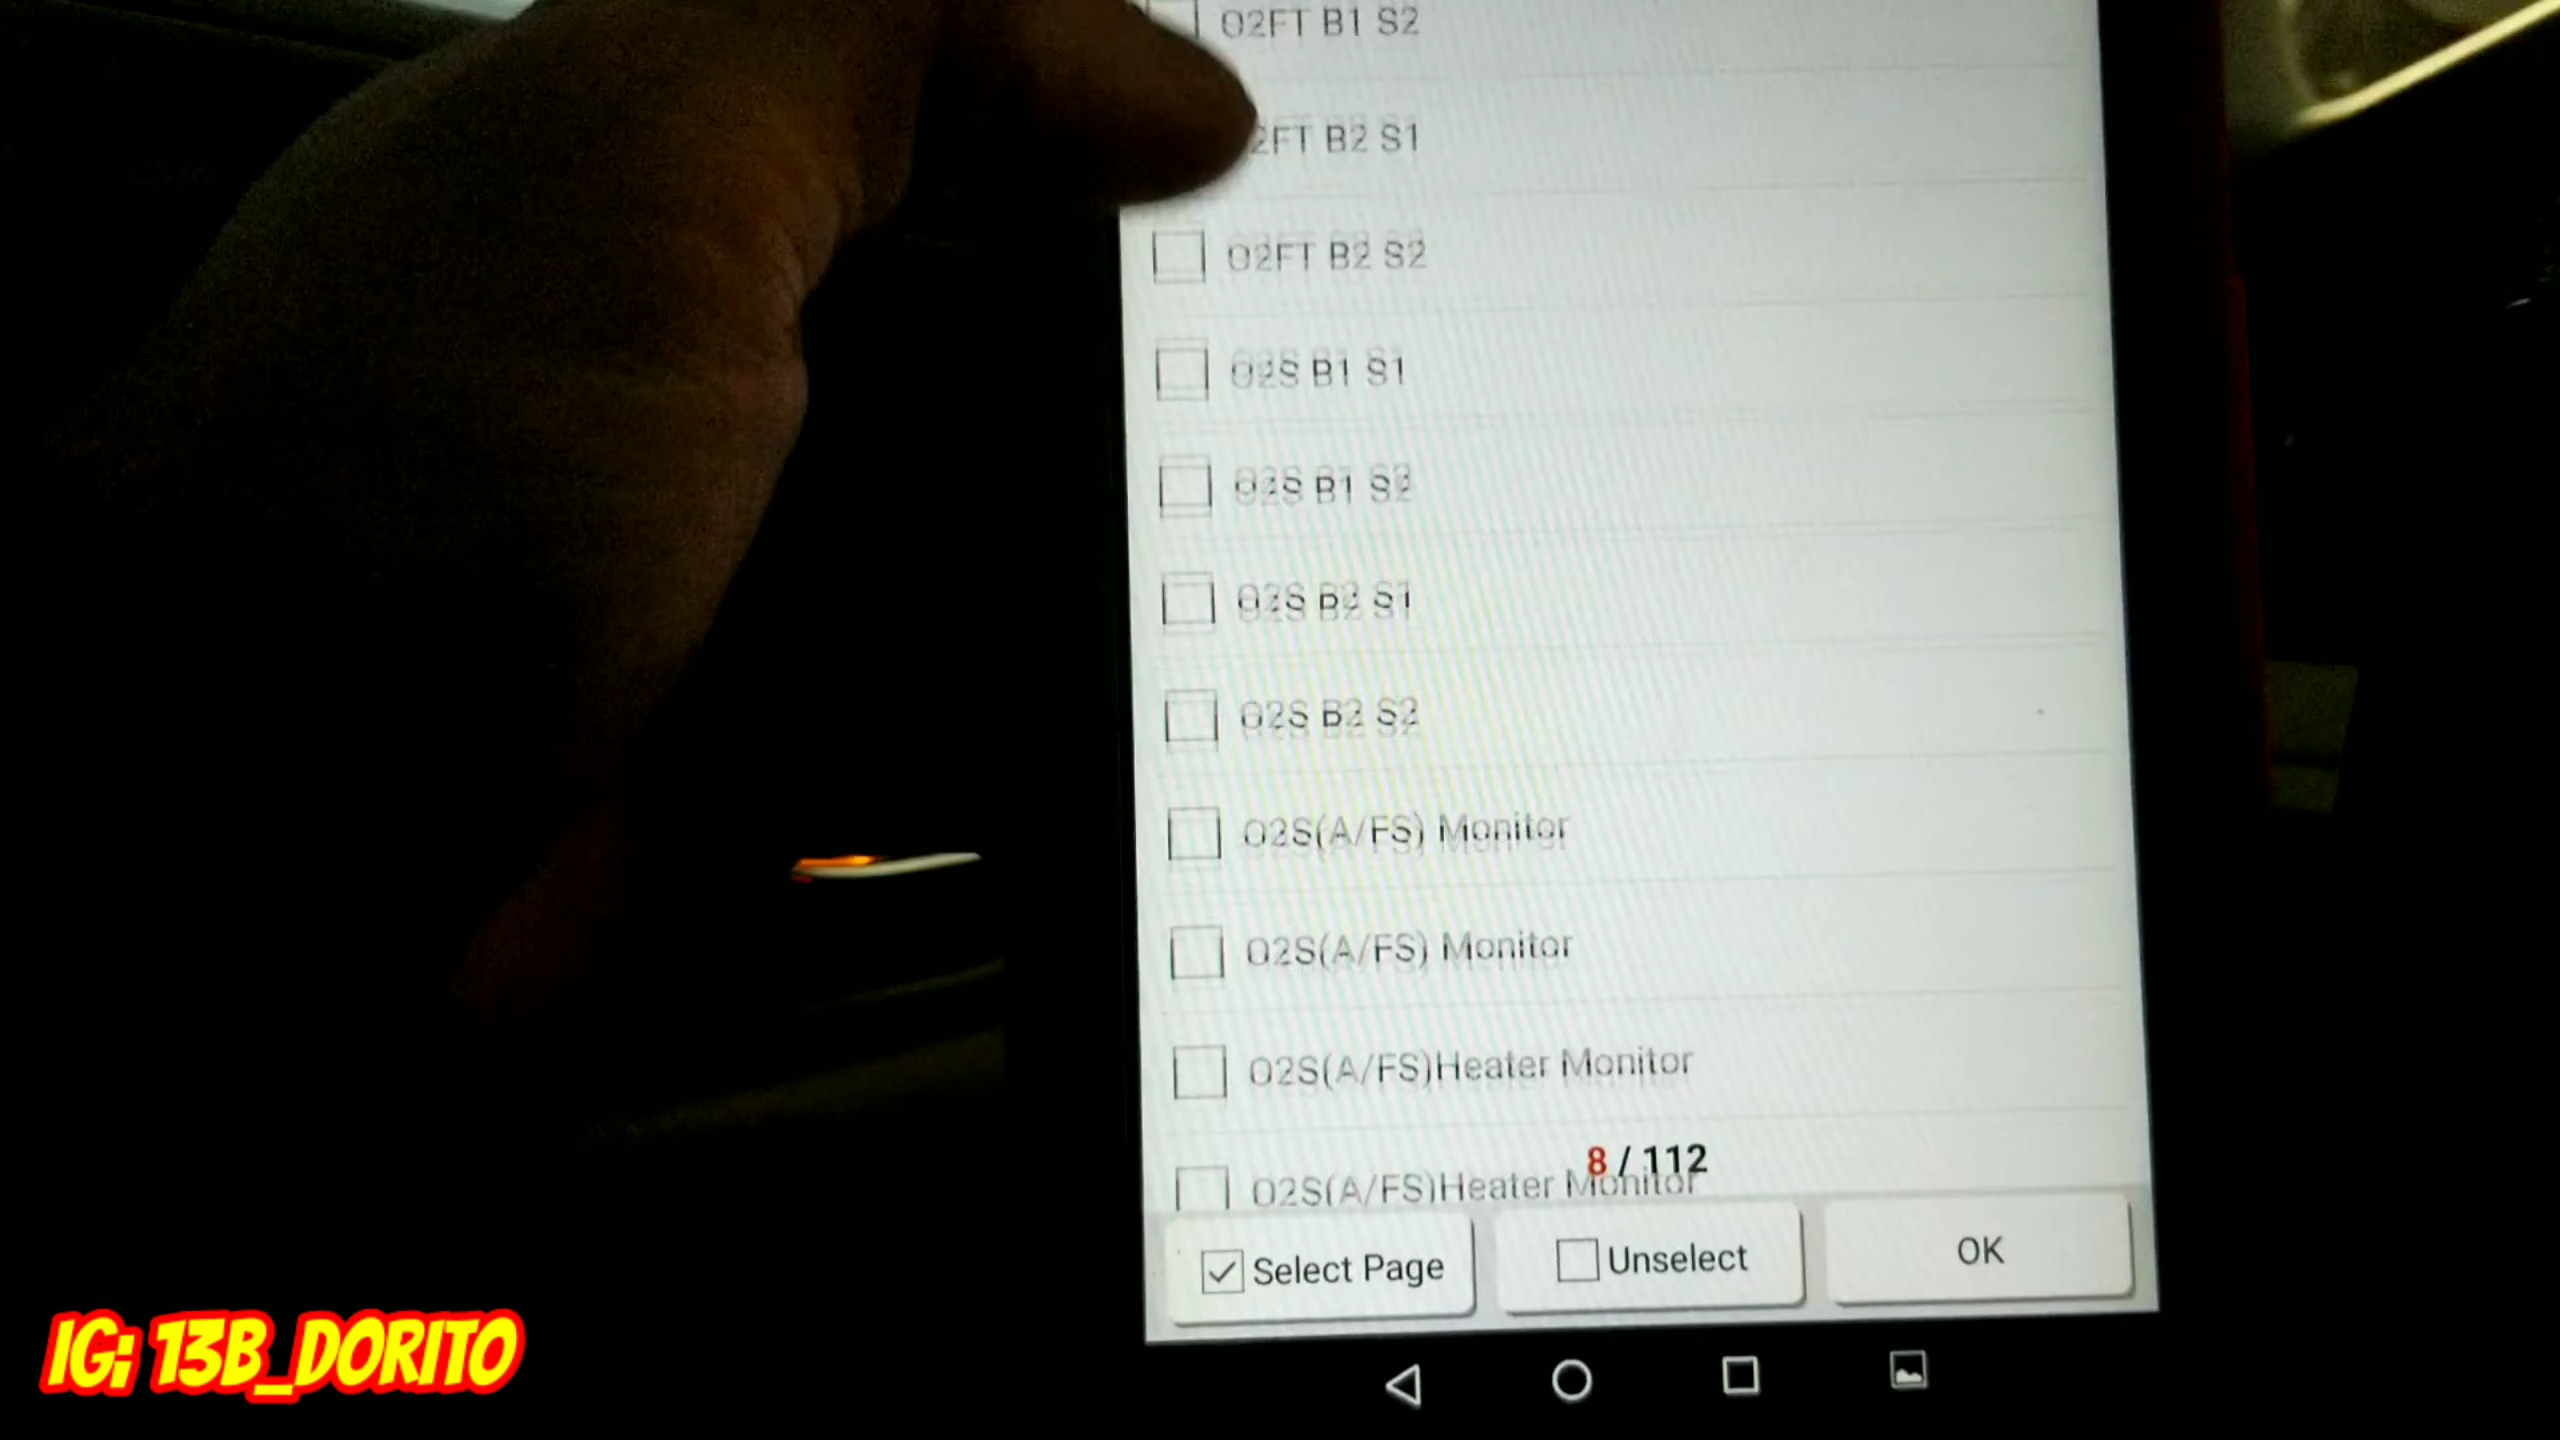 O2FT B1 S2
2FT B2 S1
O2FT B2 S2
O2S B1 S1
O2S B1 S2
O2S B2 S1
O2S B2 S2
O2S(A/FS) Monitor
O2S(A/FS) Monitor
O2S(A/FS)Heater Monitor
8 / 112
O2S(A/FS)Heater Monitor
Select Page
Unselect
OK
IG; 13B_DORITO